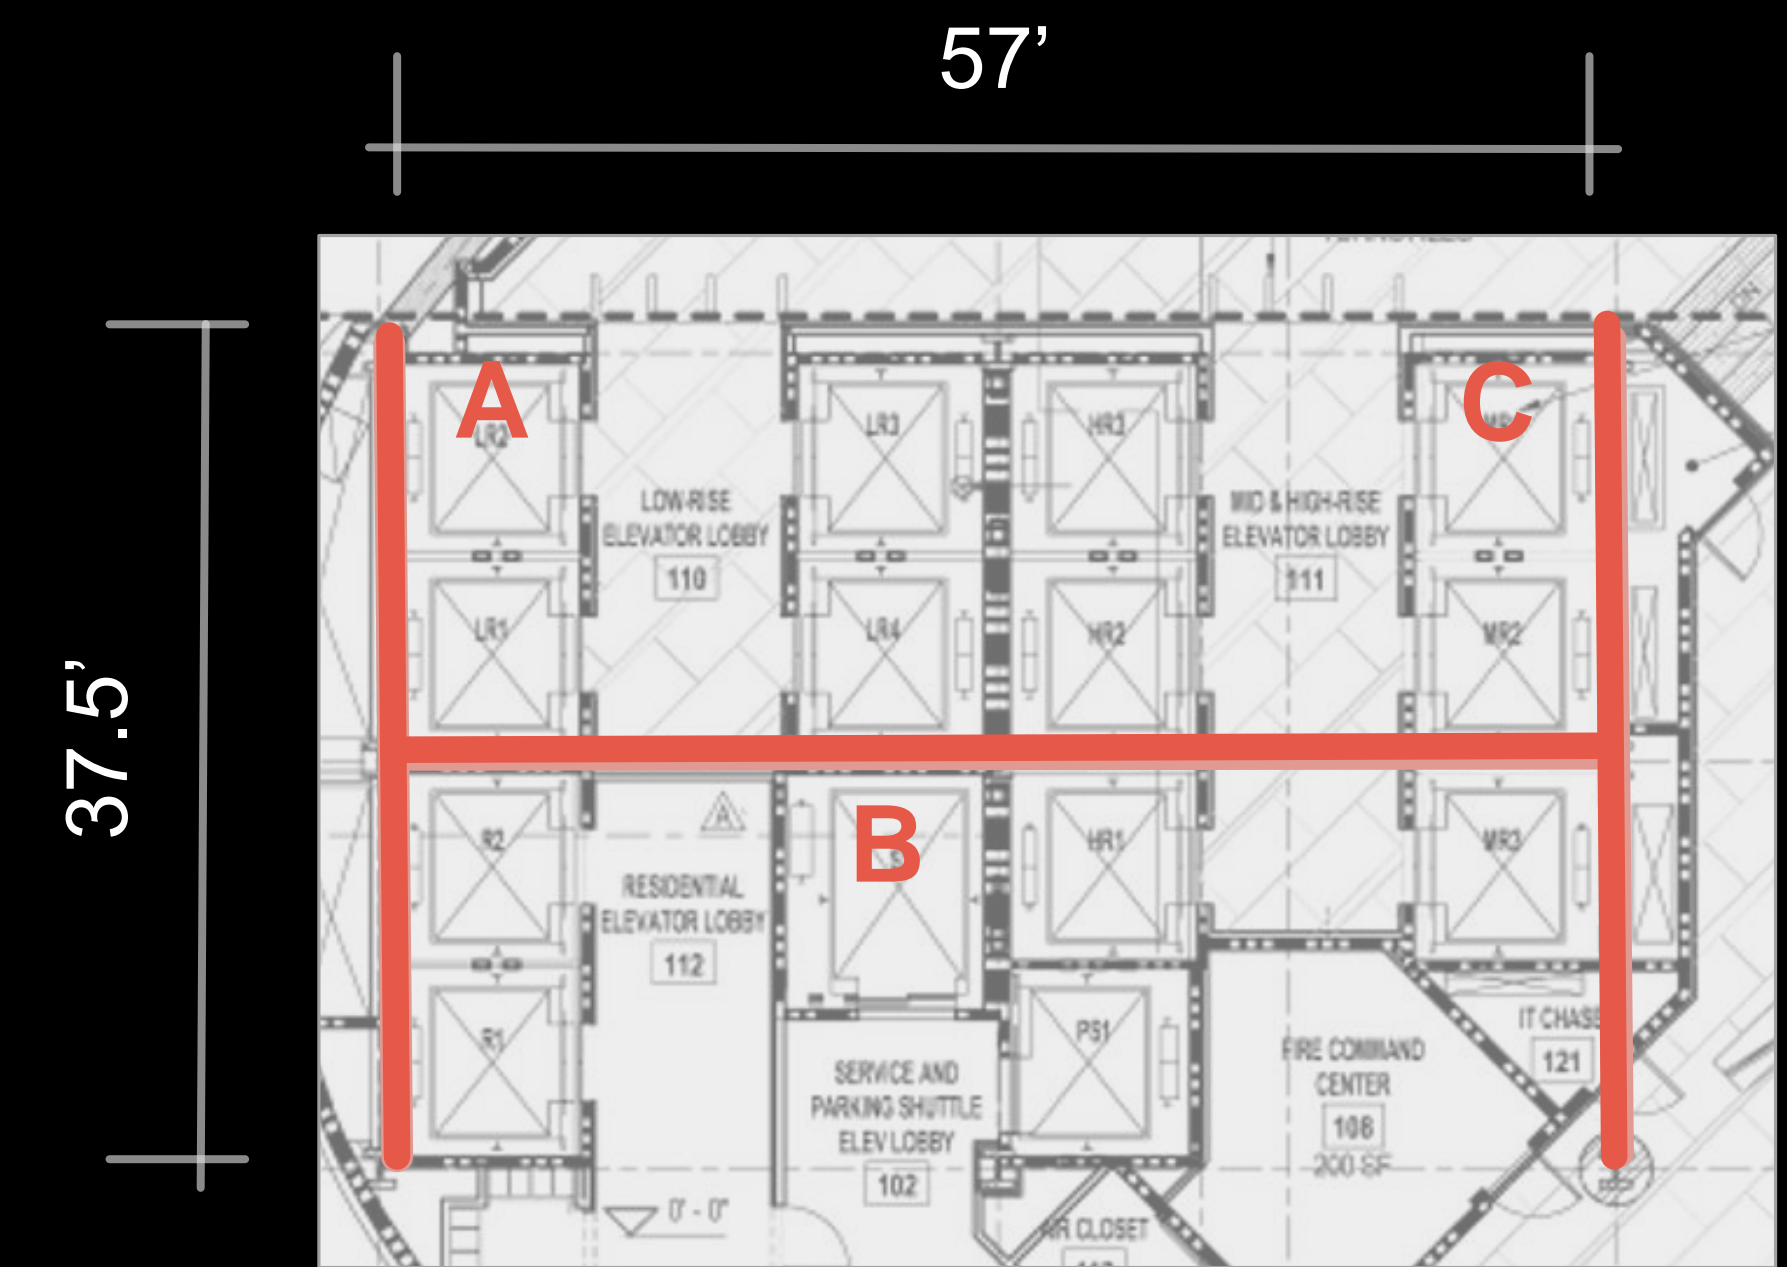 57’
37.5’
A
LR2
LR3
HR3
C
LOW-RISE
ELEVATOR LOBBY
110
MID & HIGH-RISE
ELEVATOR LOBBY
111
LR1
LR4
HR2
MR2
R2
A
B
HR1
MR3
RESIDENTIAL
ELEVATOR LOBBY
112
R1
PS1
SERVICE AND
PARKING SHUTTLE
ELEV LOBBY
102
FIRE COMMAND
CENTER
108
200 SF
IT CHASE
121
0' - 0"
AIR CLOSET
DN